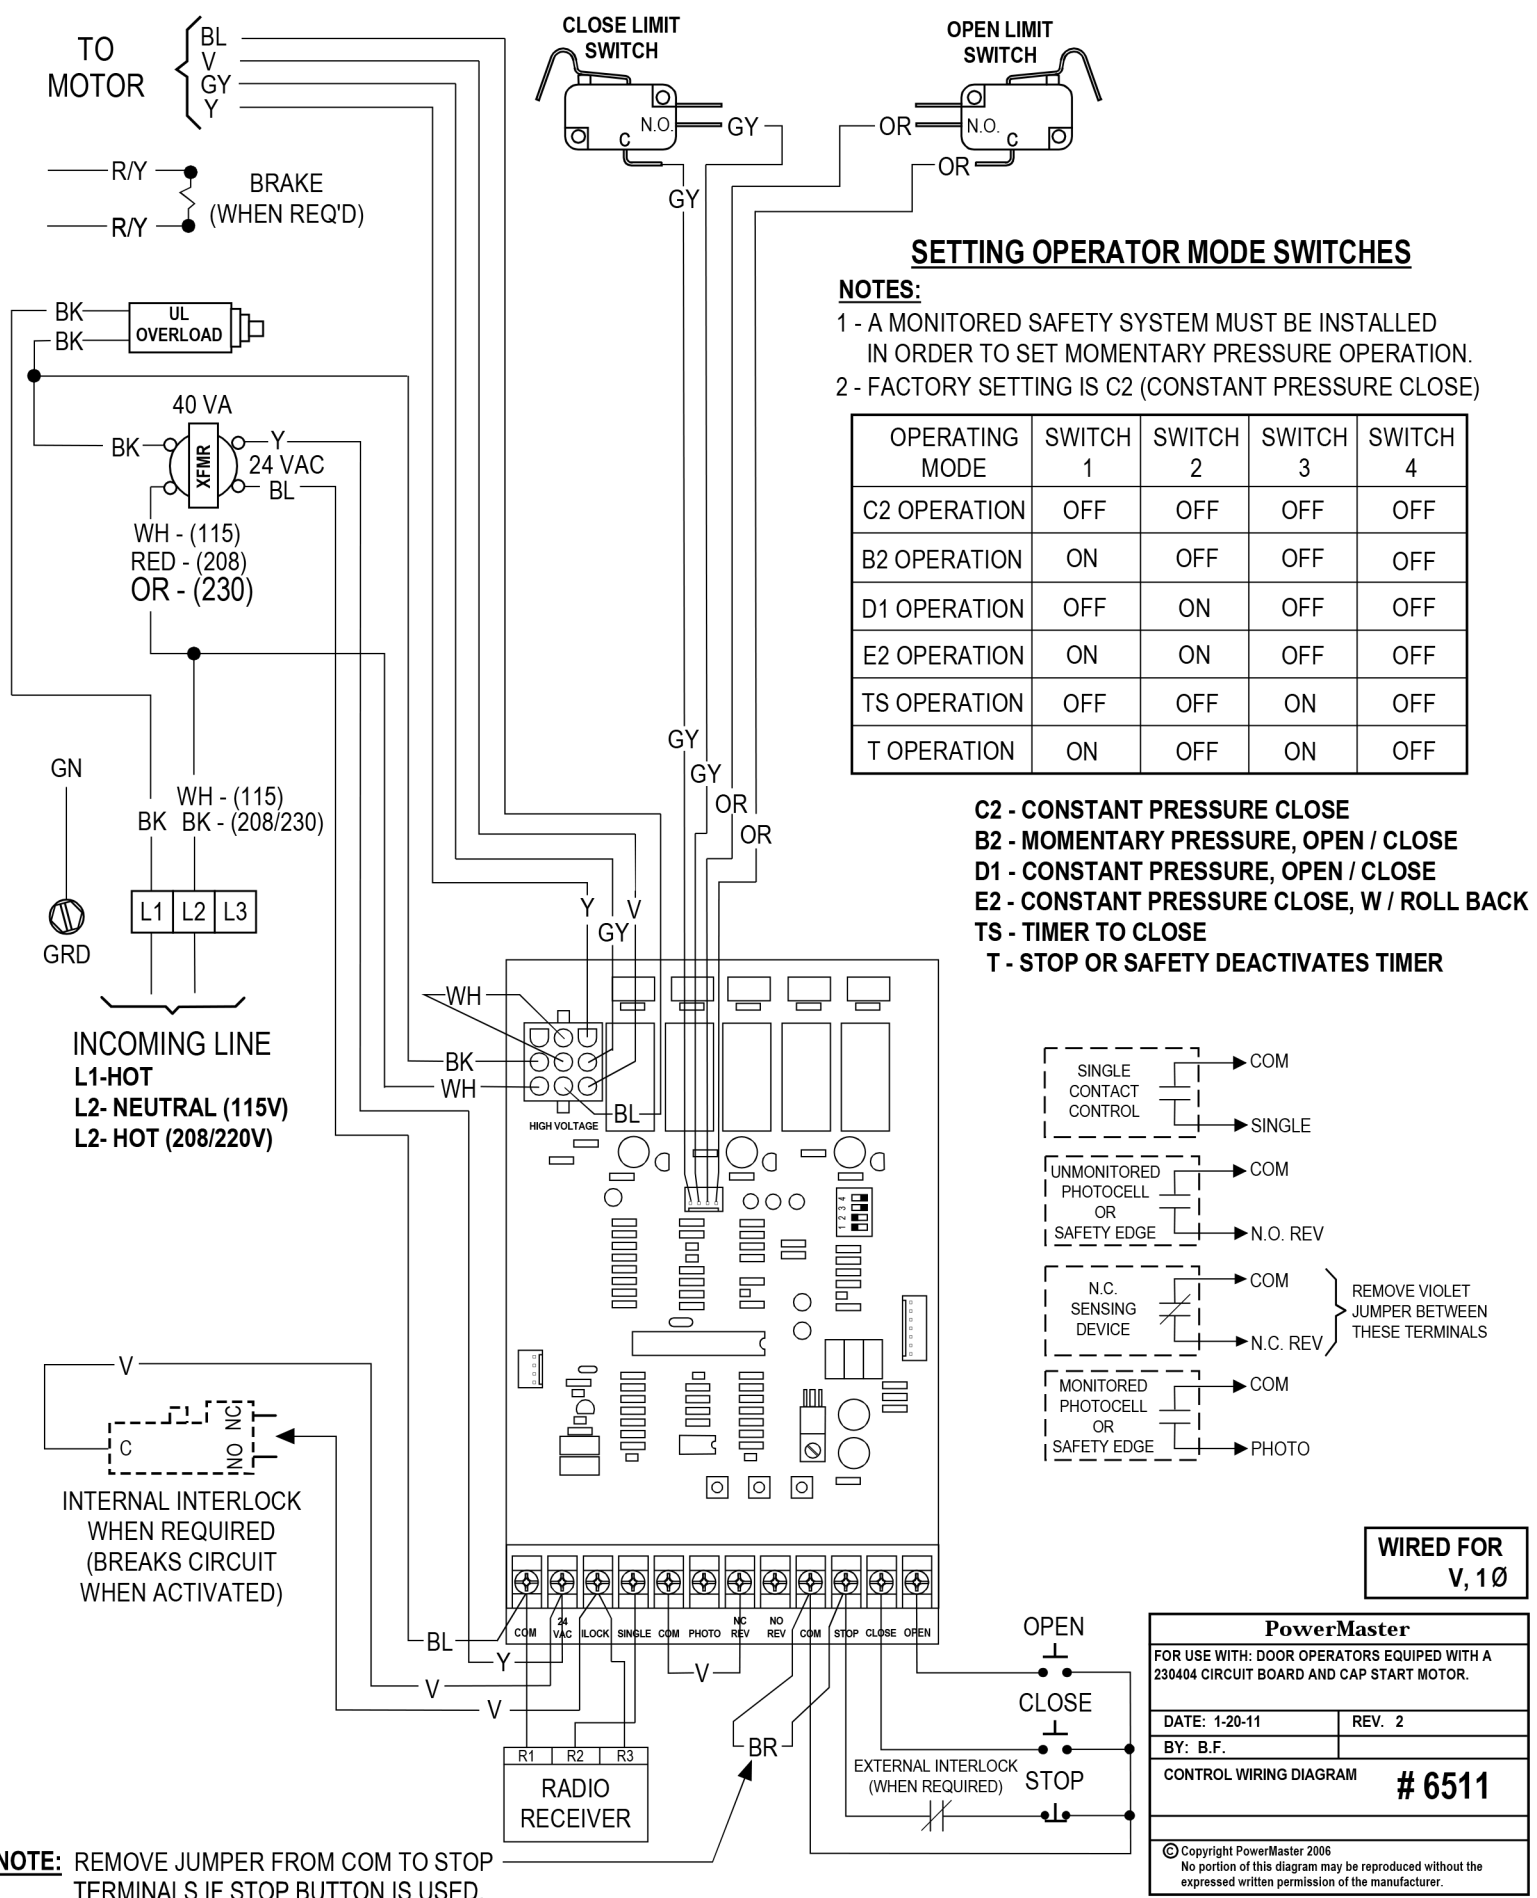 TO
MOTOR
BL
V
GY
Y
CLOSE LIMIT
SWITCH
N.O.
C
GY
GY
OPEN LIMIT
SWITCH
N.O.
C
OR
OR
R/Y
R/Y
BRAKE
(WHEN REQ'D)
BK
BK
UL
OVERLOAD
40 VA
BK
XFMR
Y
24 VAC
BL
WH - (115)
RED - (208)
OR - (230)
SETTING OPERATOR MODE SWITCHES
NOTES:
1 - A MONITORED SAFETY SYSTEM MUST BE INSTALLED
IN ORDER TO SET MOMENTARY PRESSURE OPERATION.
2 - FACTORY SETTING IS C2 (CONSTANT PRESSURE CLOSE)
OPERATING MODE SWITCH 1 SWITCH 2 SWITCH 3 SWITCH 4
C2 OPERATION OFF OFF OFF OFF
B2 OPERATION ON OFF OFF OFF
D1 OPERATION OFF ON OFF OFF
E2 OPERATION ON ON OFF OFF
TS OPERATION OFF OFF ON OFF
T OPERATION ON OFF ON OFF
C2 - CONSTANT PRESSURE CLOSE
B2 - MOMENTARY PRESSURE, OPEN / CLOSE
D1 - CONSTANT PRESSURE, OPEN / CLOSE
E2 - CONSTANT PRESSURE CLOSE, W / ROLL BACK
TS - TIMER TO CLOSE
T - STOP OR SAFETY DEACTIVATES TIMER
GY
GY
OR
OR
GN
GRD
BK
WH - (115)
BK - (208/230)
L1 L2 L3
INCOMING LINE
L1-HOT
L2- NEUTRAL (115V)
L2- HOT (208/220V)
Y
V
GY
WH
BK
WH
BL
HIGH VOLTAGE
1 2 3 4
SINGLE
CONTACT
CONTROL
COM
SINGLE
UNMONITORED
PHOTOCELL
OR
SAFETY EDGE
COM
N.O. REV
N.C.
SENSING
DEVICE
COM
N.C. REV
REMOVE VIOLET
JUMPER BETWEEN
THESE TERMINALS
MONITORED
PHOTOCELL
OR
SAFETY EDGE
COM
PHOTO
V
C
NO NC
INTERNAL INTERLOCK
WHEN REQUIRED
(BREAKS CIRCUIT
WHEN ACTIVATED)
COM 24 VAC ILOCK SINGLE COM PHOTO NC REV NO REV COM STOP CLOSE OPEN
BL
Y
V
V
V
BR
R1 R2 R3
RADIO
RECEIVER
OPEN
CLOSE
STOP
EXTERNAL INTERLOCK
(WHEN REQUIRED)
NOTE: REMOVE JUMPER FROM COM TO STOP
TERMINALS IF STOP BUTTON IS USED.
WIRED FOR
V, 1Ø
PowerMaster
FOR USE WITH: DOOR OPERATORS EQUIPED WITH A
230404 CIRCUIT BOARD AND CAP START MOTOR.
DATE: 1-20-11 REV. 2
BY: B.F.
CONTROL WIRING DIAGRAM # 6511
© Copyright PowerMaster 2006
No portion of this diagram may be reproduced without the
expressed written permission of the manufacturer.